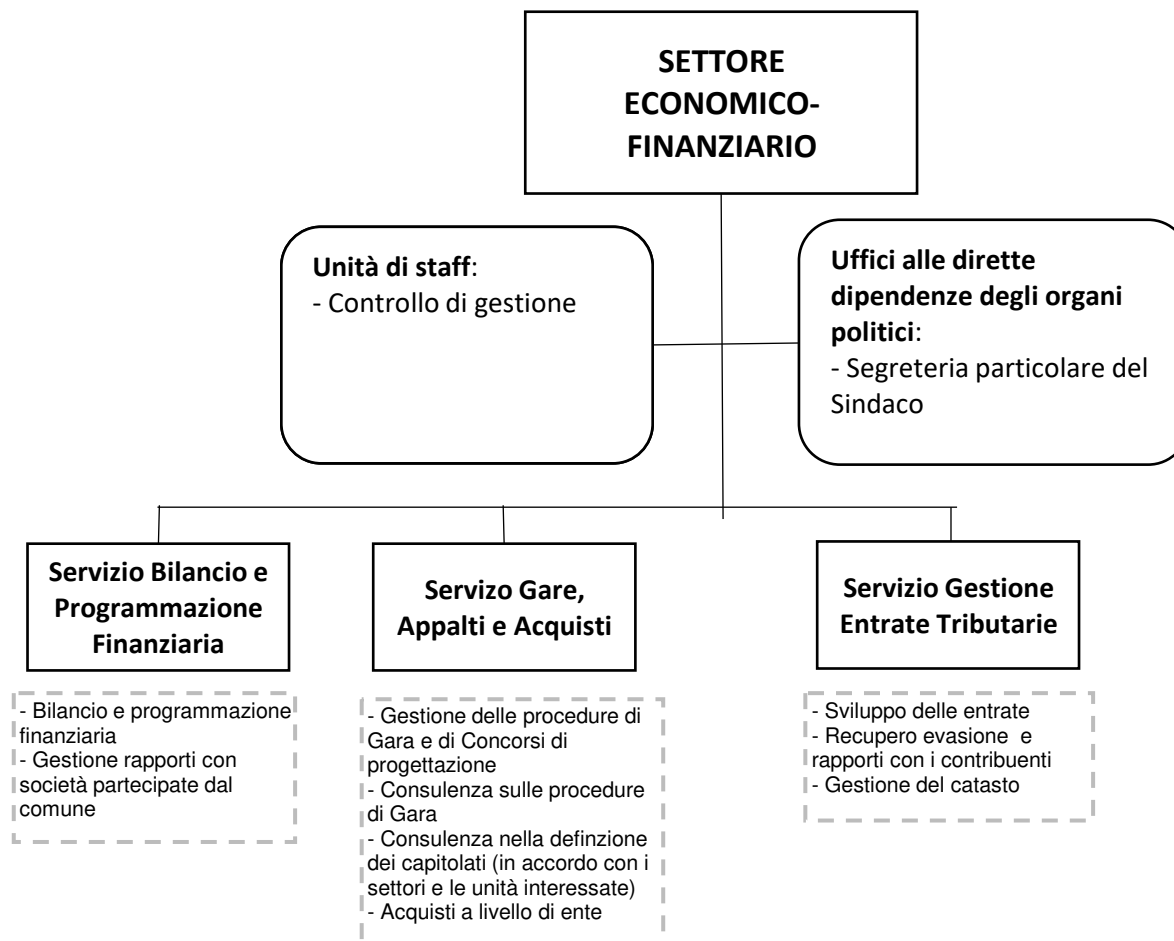 SETTORE
ECONOMICO-
FINANZIARIO
Unità di staff:
- Controllo di gestione
Uffici alle dirette
dipendenze degli organi
politici:
- Segreteria particolare del
Sindaco
Servizio Bilancio e
Programmazione
Finanziaria
Servizo Gare,
Appalti e Acquisti
Servizio Gestione
Entrate Tributarie
- Bilancio e programmazione
finanziaria
- Gestione rapporti con
società partecipate dal
comune
- Gestione delle procedure di
Gara e di Concorsi di
progettazione
- Consulenza sulle procedure
di Gara
- Consulenza nella definzione
dei capitolati (in accordo con i
settori e le unità interessate)
- Acquisti a livello di ente
- Sviluppo delle entrate
- Recupero evasione e
rapporti con i contribuenti
- Gestione del catasto